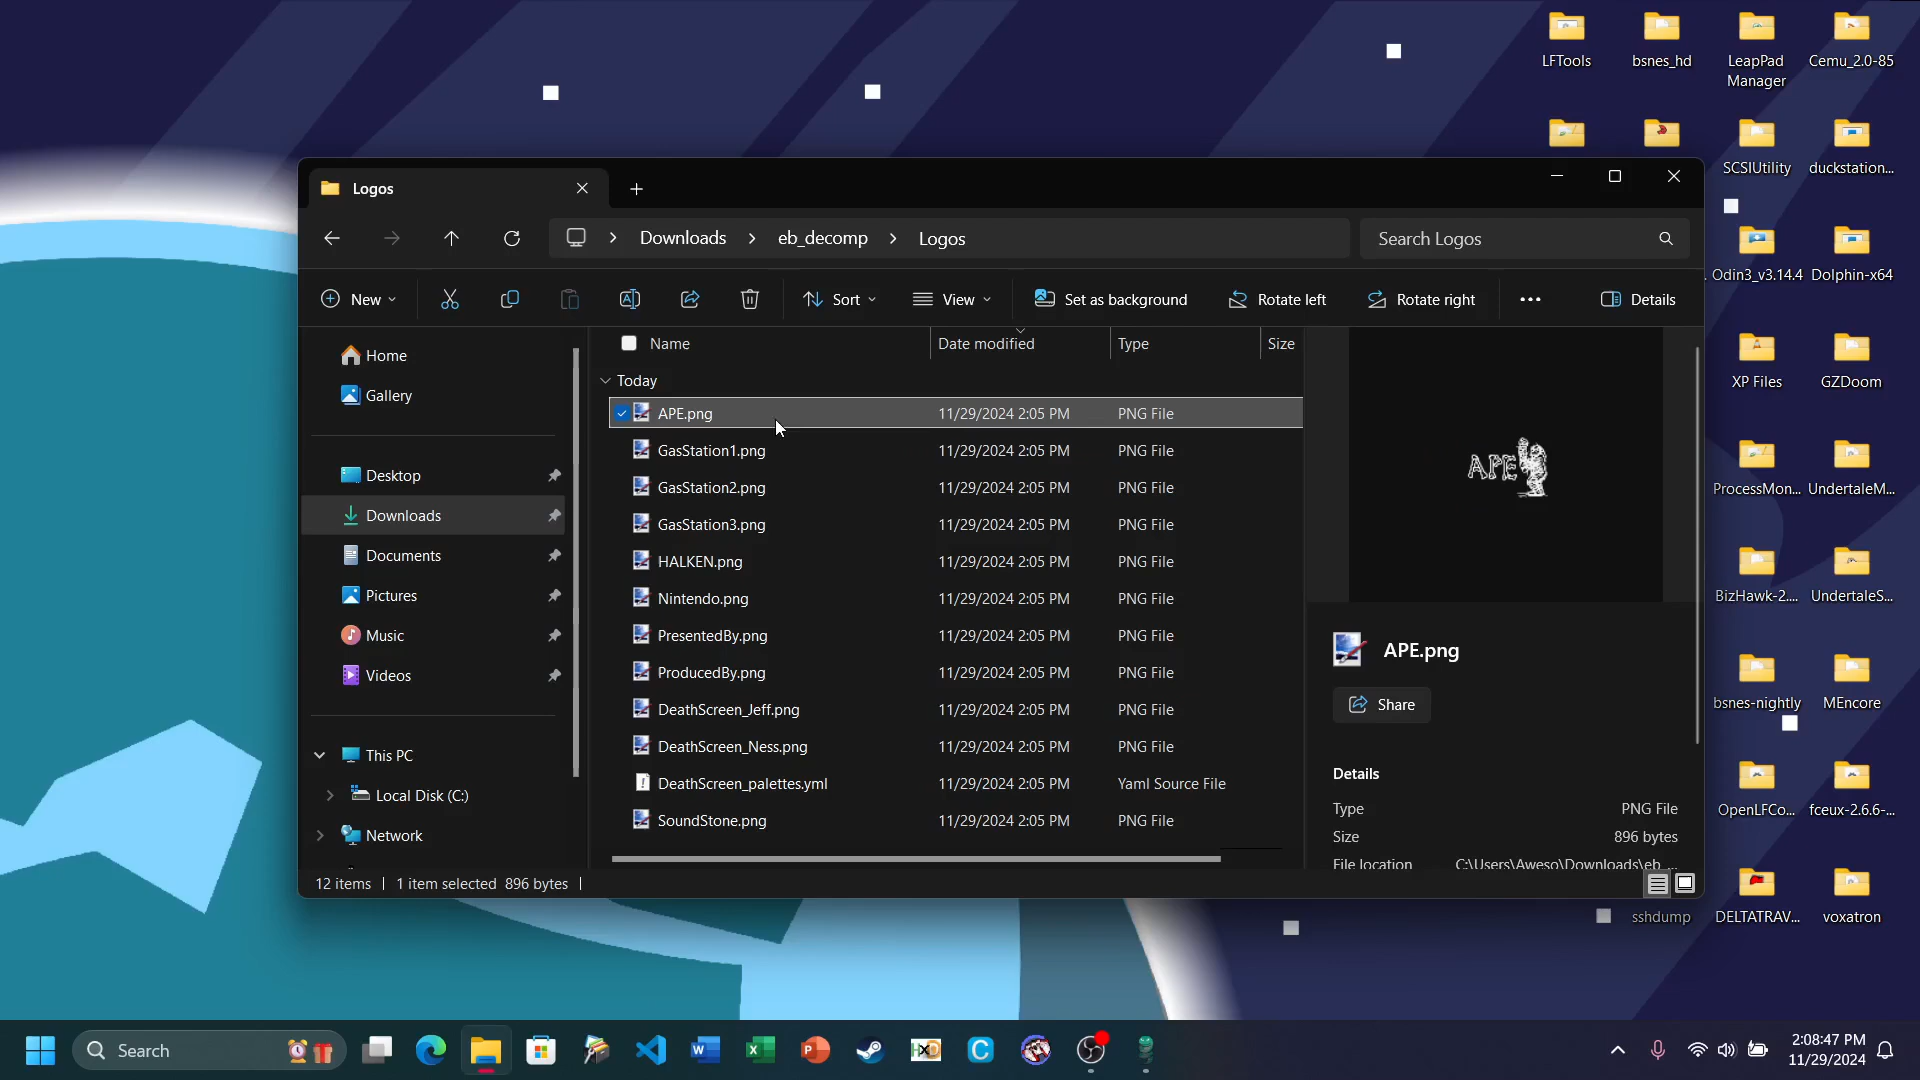 LFTools
bsnes_hd
LeapPad
Manager
Cemu_2.0-85
SCSIUtility
duckstation...
Logos
Downloads
eb_decomp
Logos
Search Logos
Odin3_v3.14.4
Dolphin-x64
New
Sort
View
Set as background
Rotate left
Rotate right
Details
Home
Gallery
Desktop
Downloads
Documents
Pictures
Music
Videos
This PC
Local Disk (C:)
Network
Name
Date modified
Type
Size
Today
APE.png 11/29/2024 2:05 PM PNG File
GasStation1.png 11/29/2024 2:05 PM PNG File
GasStation2.png 11/29/2024 2:05 PM PNG File
GasStation3.png 11/29/2024 2:05 PM PNG File
HALKEN.png 11/29/2024 2:05 PM PNG File
Nintendo.png 11/29/2024 2:05 PM PNG File
PresentedBy.png 11/29/2024 2:05 PM PNG File
ProducedBy.png 11/29/2024 2:05 PM PNG File
DeathScreen_Jeff.png 11/29/2024 2:05 PM PNG File
DeathScreen_Ness.png 11/29/2024 2:05 PM PNG File
DeathScreen_palettes.yml 11/29/2024 2:05 PM Yaml Source File
SoundStone.png 11/29/2024 2:05 PM PNG File
APE
APE.png
Share
Details
Type PNG File
Size 896 bytes
File location C:\Users\Aweso\Downloads\eb_...
12 items
1 item selected 896 bytes
XP Files
GZDoom
ProcessMon...
UndertaleM...
BizHawk-2....
UndertaleS...
bsnes-nightly
MEncore
OpenLFCo...
fceux-2.6.6-...
sshdump
DELTATRAV...
voxatron
Search
2:08:47 PM
11/29/2024